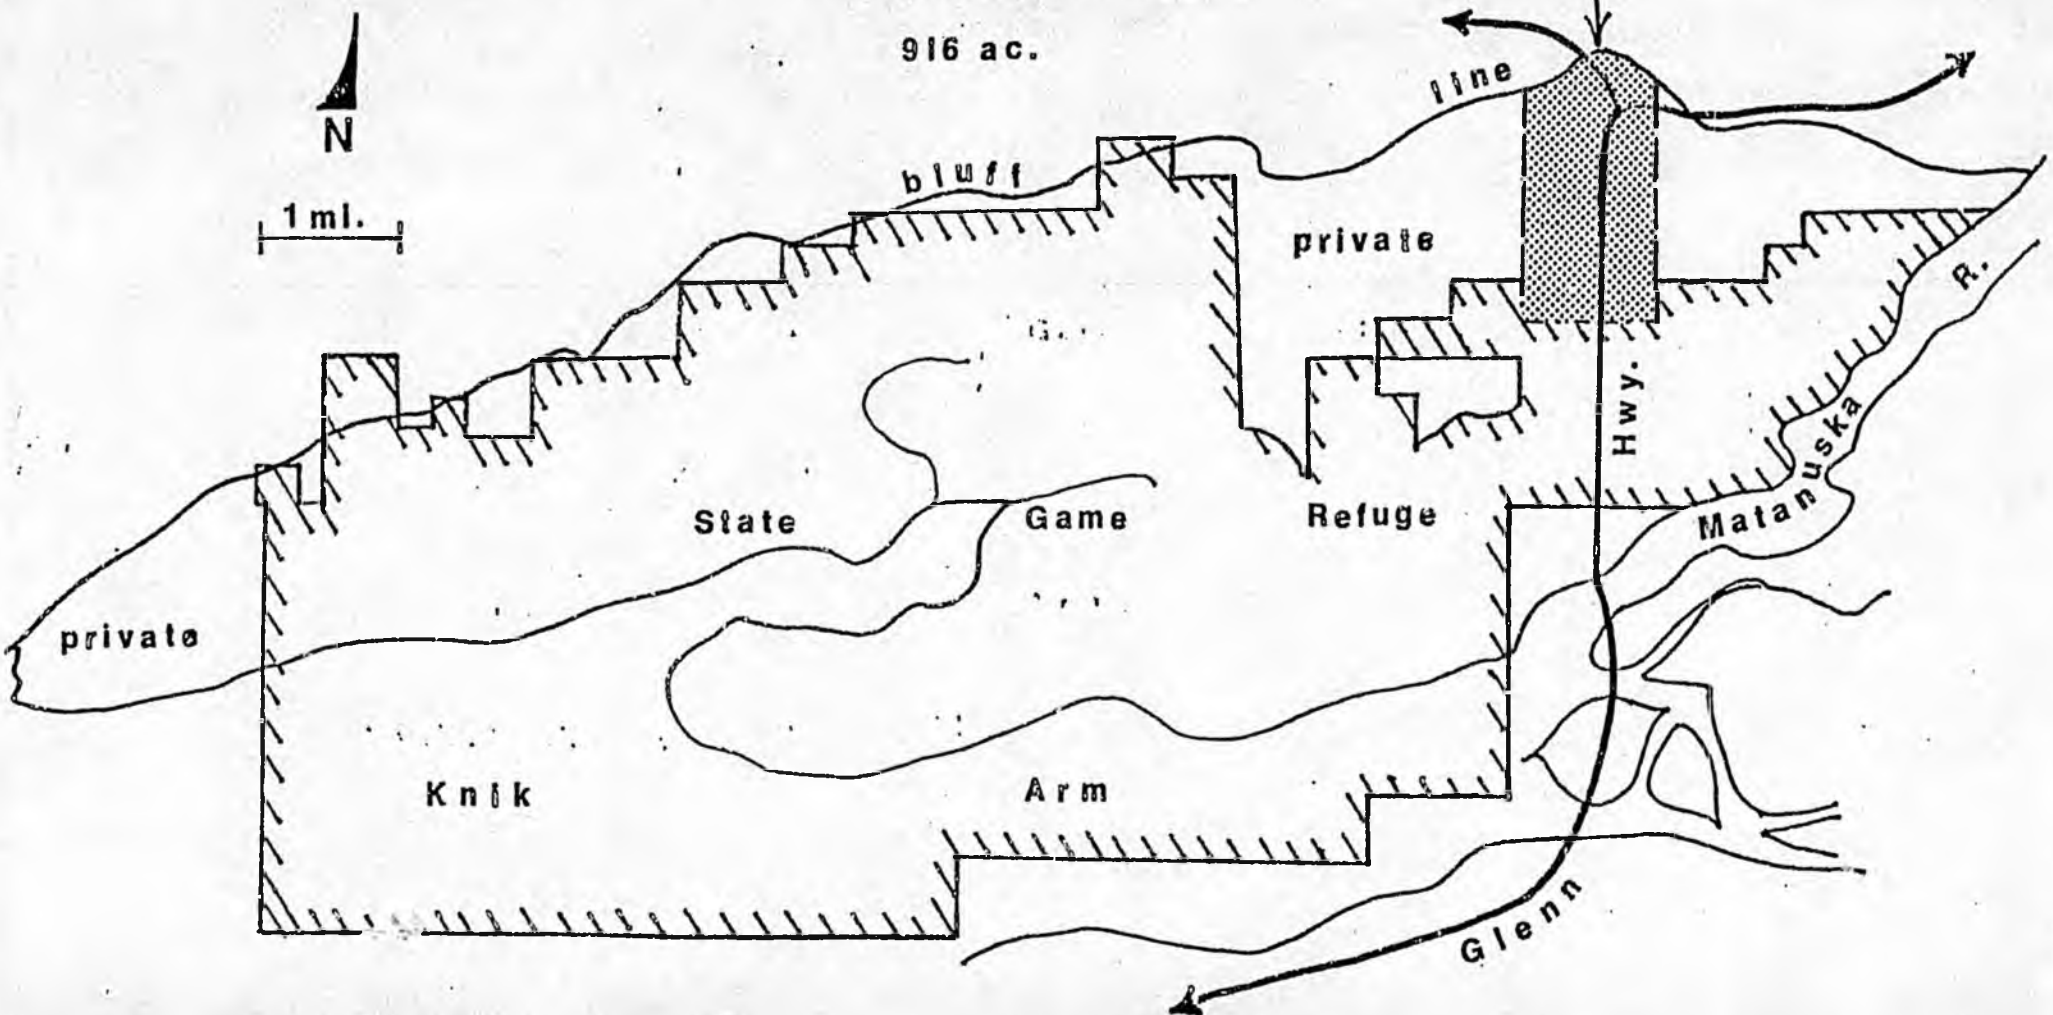 916 ac.
N
1 mi.
line
bluff
private
R.
Hwy.
Matanuska
State Game Refuge
private
Knik Arm
Glenn